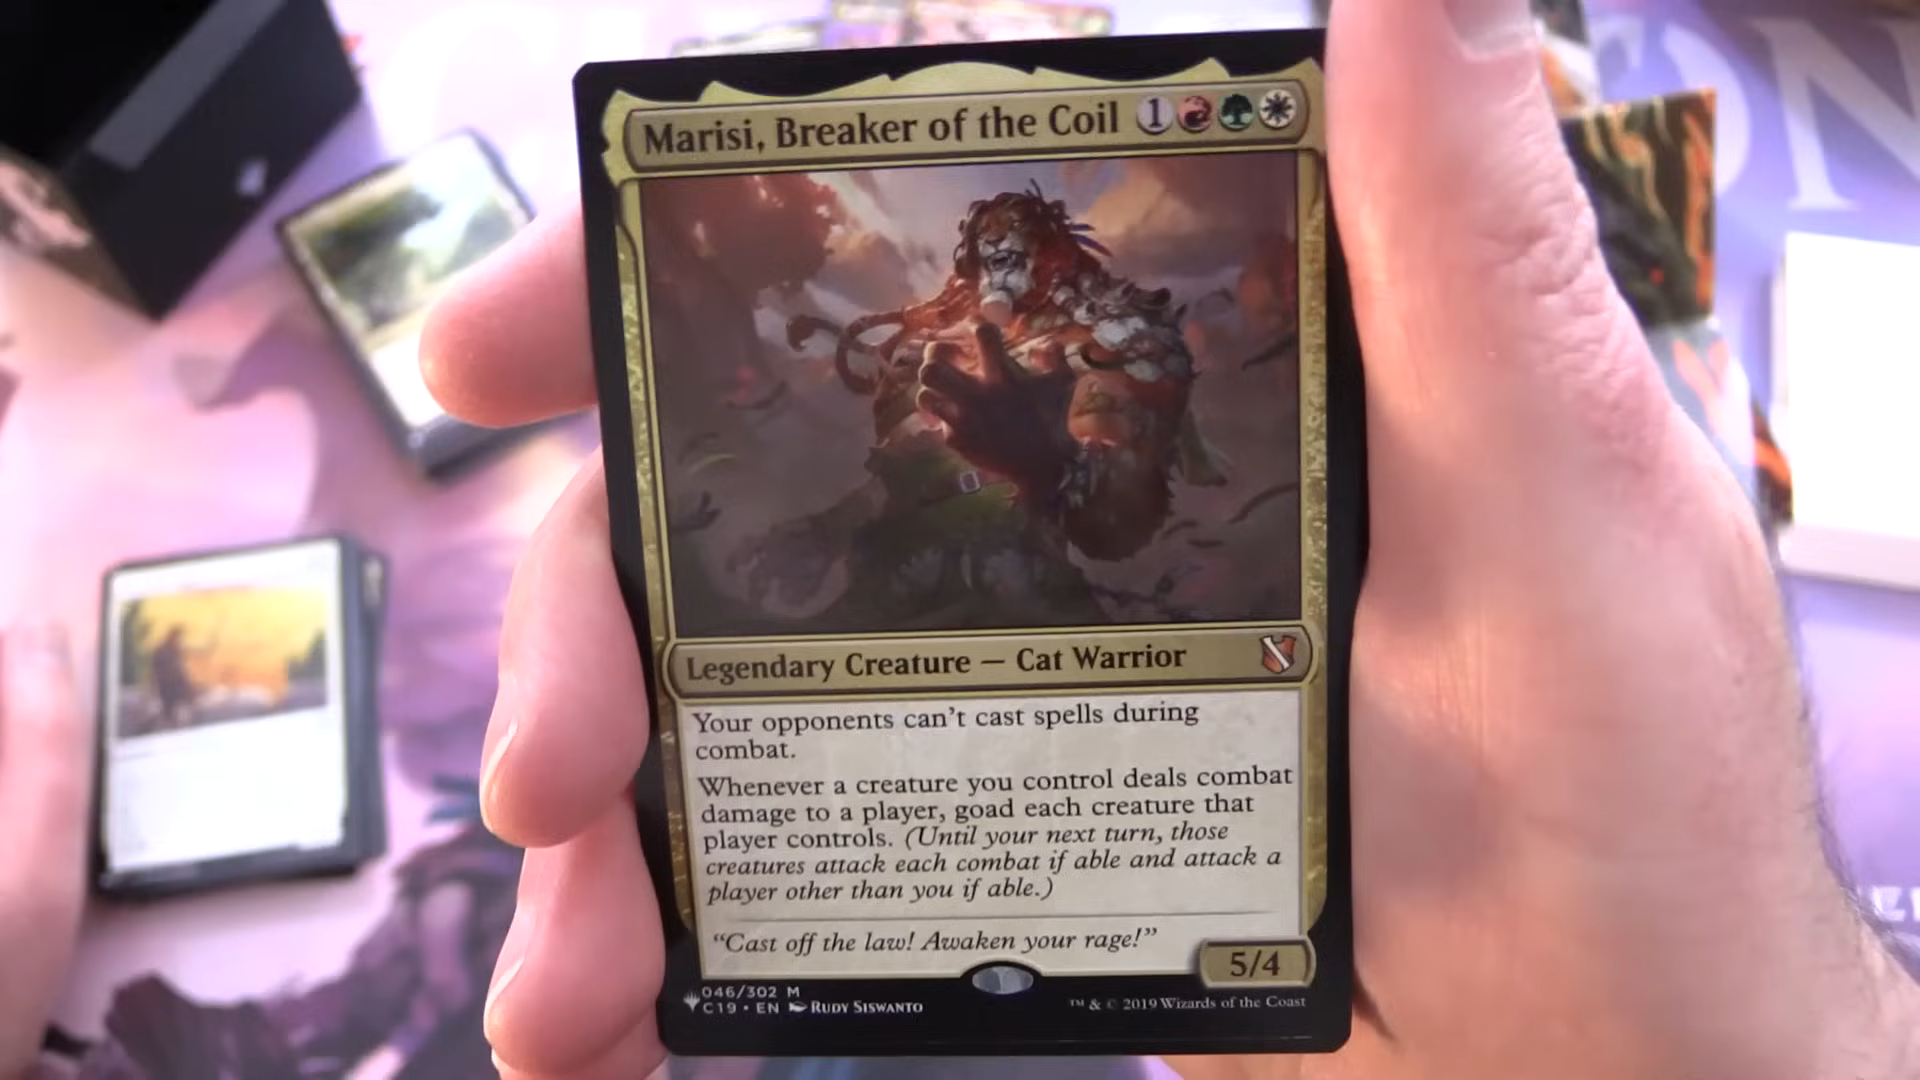 Marisi, Breaker of the Coil 1
Legendary Creature — Cat Warrior
Your opponents can't cast spells during
combat.
Whenever a creature you control deals combat
damage to a player, goad each creature that
player controls. (Until your next turn, those
creatures attack each combat if able and attack a
player other than you if able.)
“Cast off the law! Awaken your rage!”
5/4
046/302 M
C19 • EN RUDY SISWANTO
™ & © 2019 Wizards of the Coast